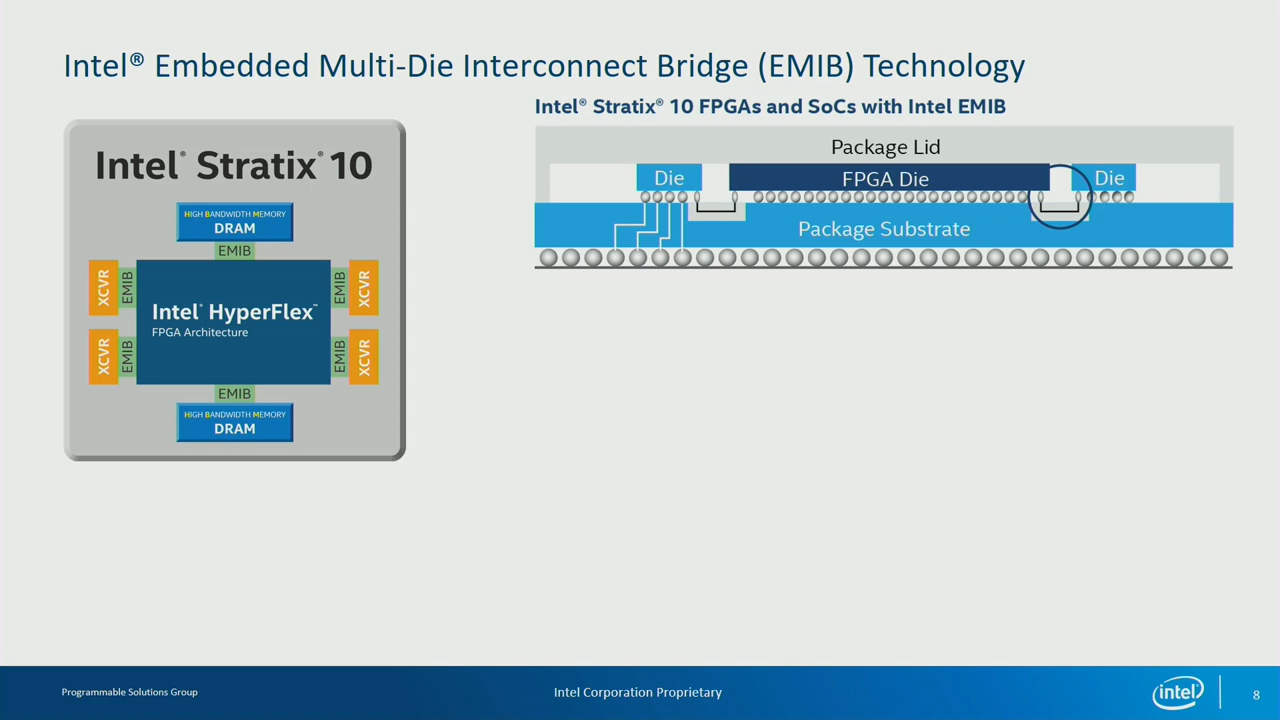 Intel® Embedded Multi-Die Interconnect Bridge (EMIB) Technology
Intel® Stratix® 10 FPGAs and SoCs with Intel EMIB
Intel® Stratix® 10
HIGH BANDWIDTH MEMORY
DRAM
EMIB
XCVR
EMIB
EMIB
XCVR
Intel® HyperFlex™
FPGA Architecture
XCVR
EMIB
EMIB
XCVR
EMIB
HIGH BANDWIDTH MEMORY
DRAM
Package Lid
Die
FPGA Die
Die
Package Substrate
Programmable Solutions Group
Intel Corporation Proprietary
intel
8